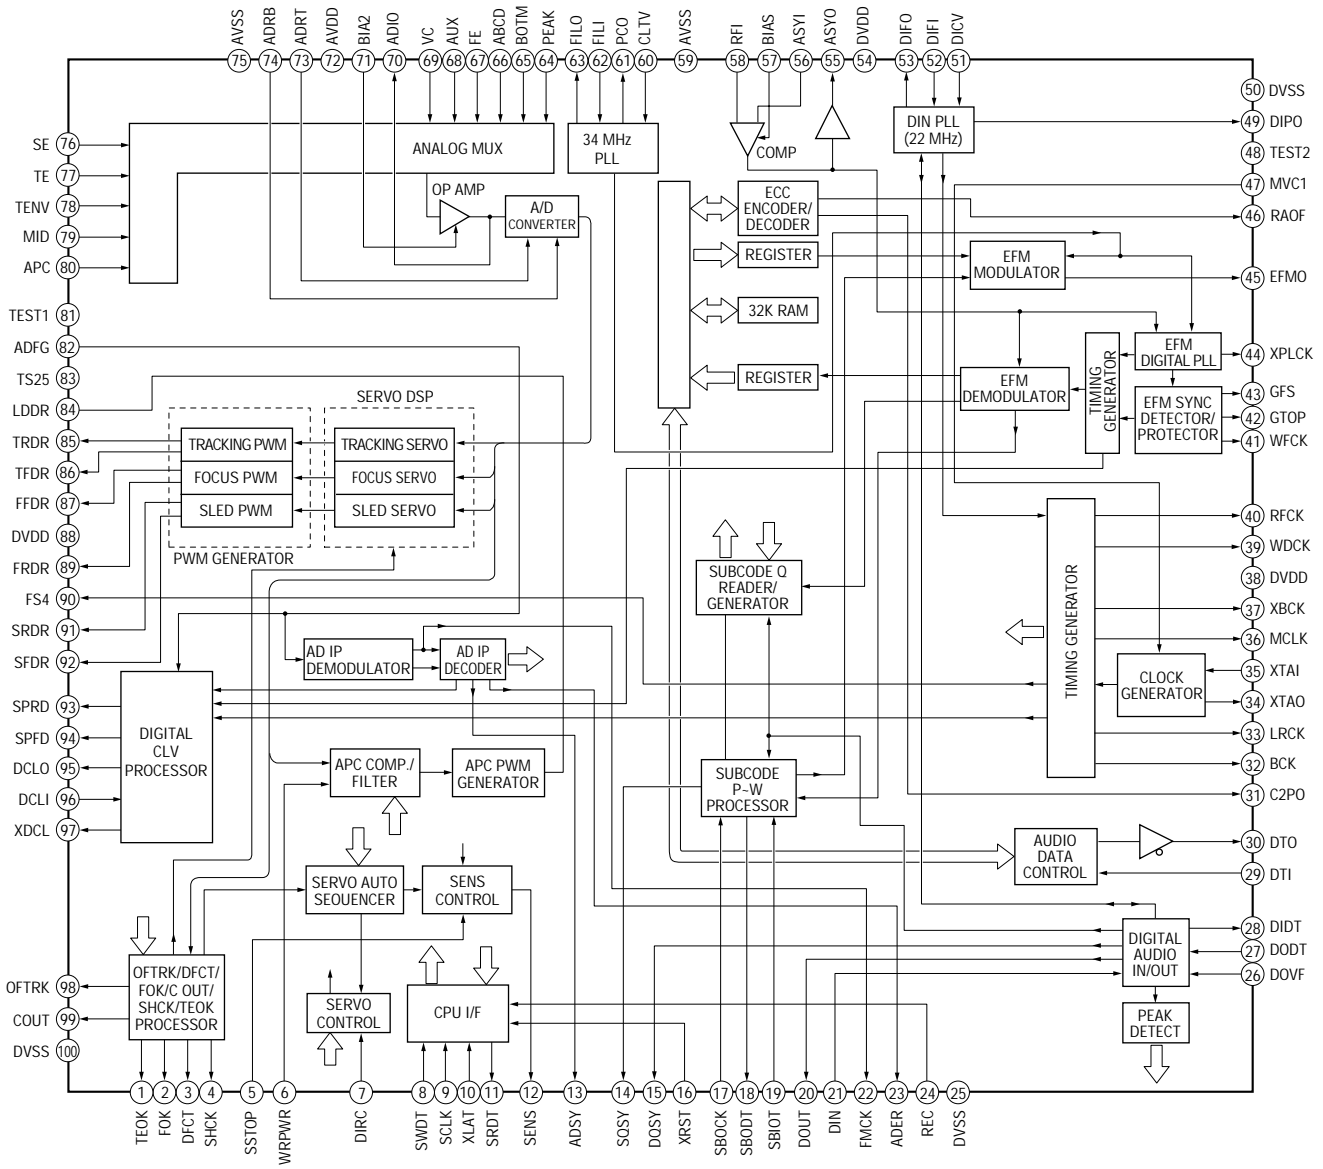 AVSS ADRB ADRT AVDD BIA2 ADIO VC AUX FE ABCD BOTM PEAK FILO FILI PCO CLTV AVSS RFI BIAS ASYI ASYO DVDD DIFO DIFI DICV
75 74 73 72 71 70 69 68 67 66 65 64 63 62 61 60 59 58 57 56 55 54 53 52 51
SE 76
TE 77
TENV 78
MID 79
APC 80
TEST1 81
ADFG 82
TS25 83
LDDR 84
TRDR 85
TFDR 86
FFDR 87
DVDD 88
FRDR 89
FS4 90
SRDR 91
SFDR 92
SPRD 93
SPFD 94
DCLO 95
DCLI 96
XDCL 97
OFTRK 98
COUT 99
DVSS 100
ANALOG MUX
OP AMP
A/D
CONVERTER
34 MHz
PLL
COMP
DIN PLL
(22 MHz)
ECC
ENCODER/
DECODER
REGISTER
32K RAM
REGISTER
EFM
MODULATOR
EFM
DEMODULATOR
TIMING
GENERATOR
EFM
DIGITAL PLL
EFM SYNC
DETECTOR/
PROTECTOR
SERVO DSP
TRACKING PWM
FOCUS PWM
SLED PWM
TRACKING SERVO
FOCUS SERVO
SLED SERVO
PWM GENERATOR
SUBCODE Q
READER/
GENERATOR
TIMING GENERATOR
CLOCK
GENERATOR
AD IP
DEMODULATOR
AD IP
DECODER
DIGITAL
CLV
PROCESSOR
APC COMP./
FILTER
APC PWM
GENERATOR
SUBCODE
P~W
PROCESSOR
AUDIO
DATA
CONTROL
SERVO AUTO
SEQUENCER
SENS
CONTROL
OFTRK/DFCT/
FOK/C OUT/
SHCK/TEOK
PROCESSOR
SERVO
CONTROL
CPU I/F
DIGITAL
AUDIO
IN/OUT
PEAK
DETECT
50 DVSS
49 DIPO
48 TEST2
47 MVC1
46 RAOF
45 EFMO
44 XPLCK
43 GFS
42 GTOP
41 WFCK
40 RFCK
39 WDCK
38 DVDD
37 XBCK
36 MCLK
35 XTAI
34 XTAO
33 LRCK
32 BCK
31 C2PO
30 DTO
29 DTI
28 DIDT
27 DODT
26 DOVF
1 2 3 4 5 6 7 8 9 10 11 12 13 14 15 16 17 18 19 20 21 22 23 24 25
TEOK FOK DFCT SHCK SSTOP WRPWR DIRC SWDT SCLK XLAT SRDT SENS ADSY SQSY DQSY XRST SBOCK SBODT SBIOT DOUT DIN FMCK ADER REC DVSS